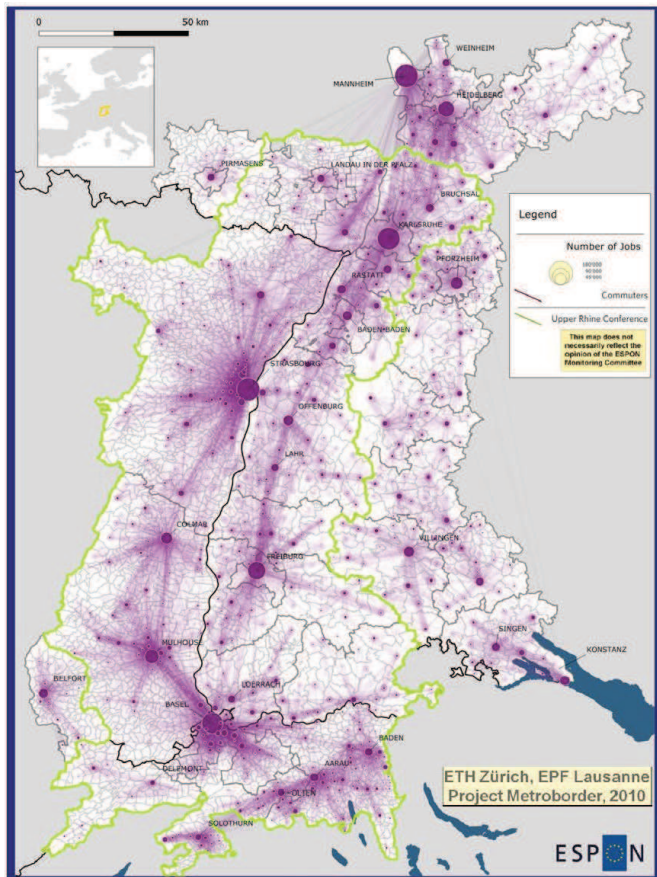 0 50 km
WEINHEIM
MANNHEIM
HEIDELBERG
PIRMASENS
LANDAU IN DER PFALZ
BRUCHSAL
KARLSRUHE
PFORZHEIM
RASTATT
BADEN-BADEN
STRASBOURG
OFFENBURG
LAHR
COLMAR
VILLINGEN
FREIBURG
SINGEN
MULHOUSE
KONSTANZ
BELFORT
LOERRACH
BASEL
BADEN
DELEMONT
AARAU
OLTEN
SOLOTHURN
Legend
Number of Jobs
100'000
Commuters
Upper Rhine Conference
This map does not
necessarily reflect the
opinion of the ESPON
Monitoring Committee
ETH Zürich, EPF Lausanne
Project Metroborder, 2010
ESPON